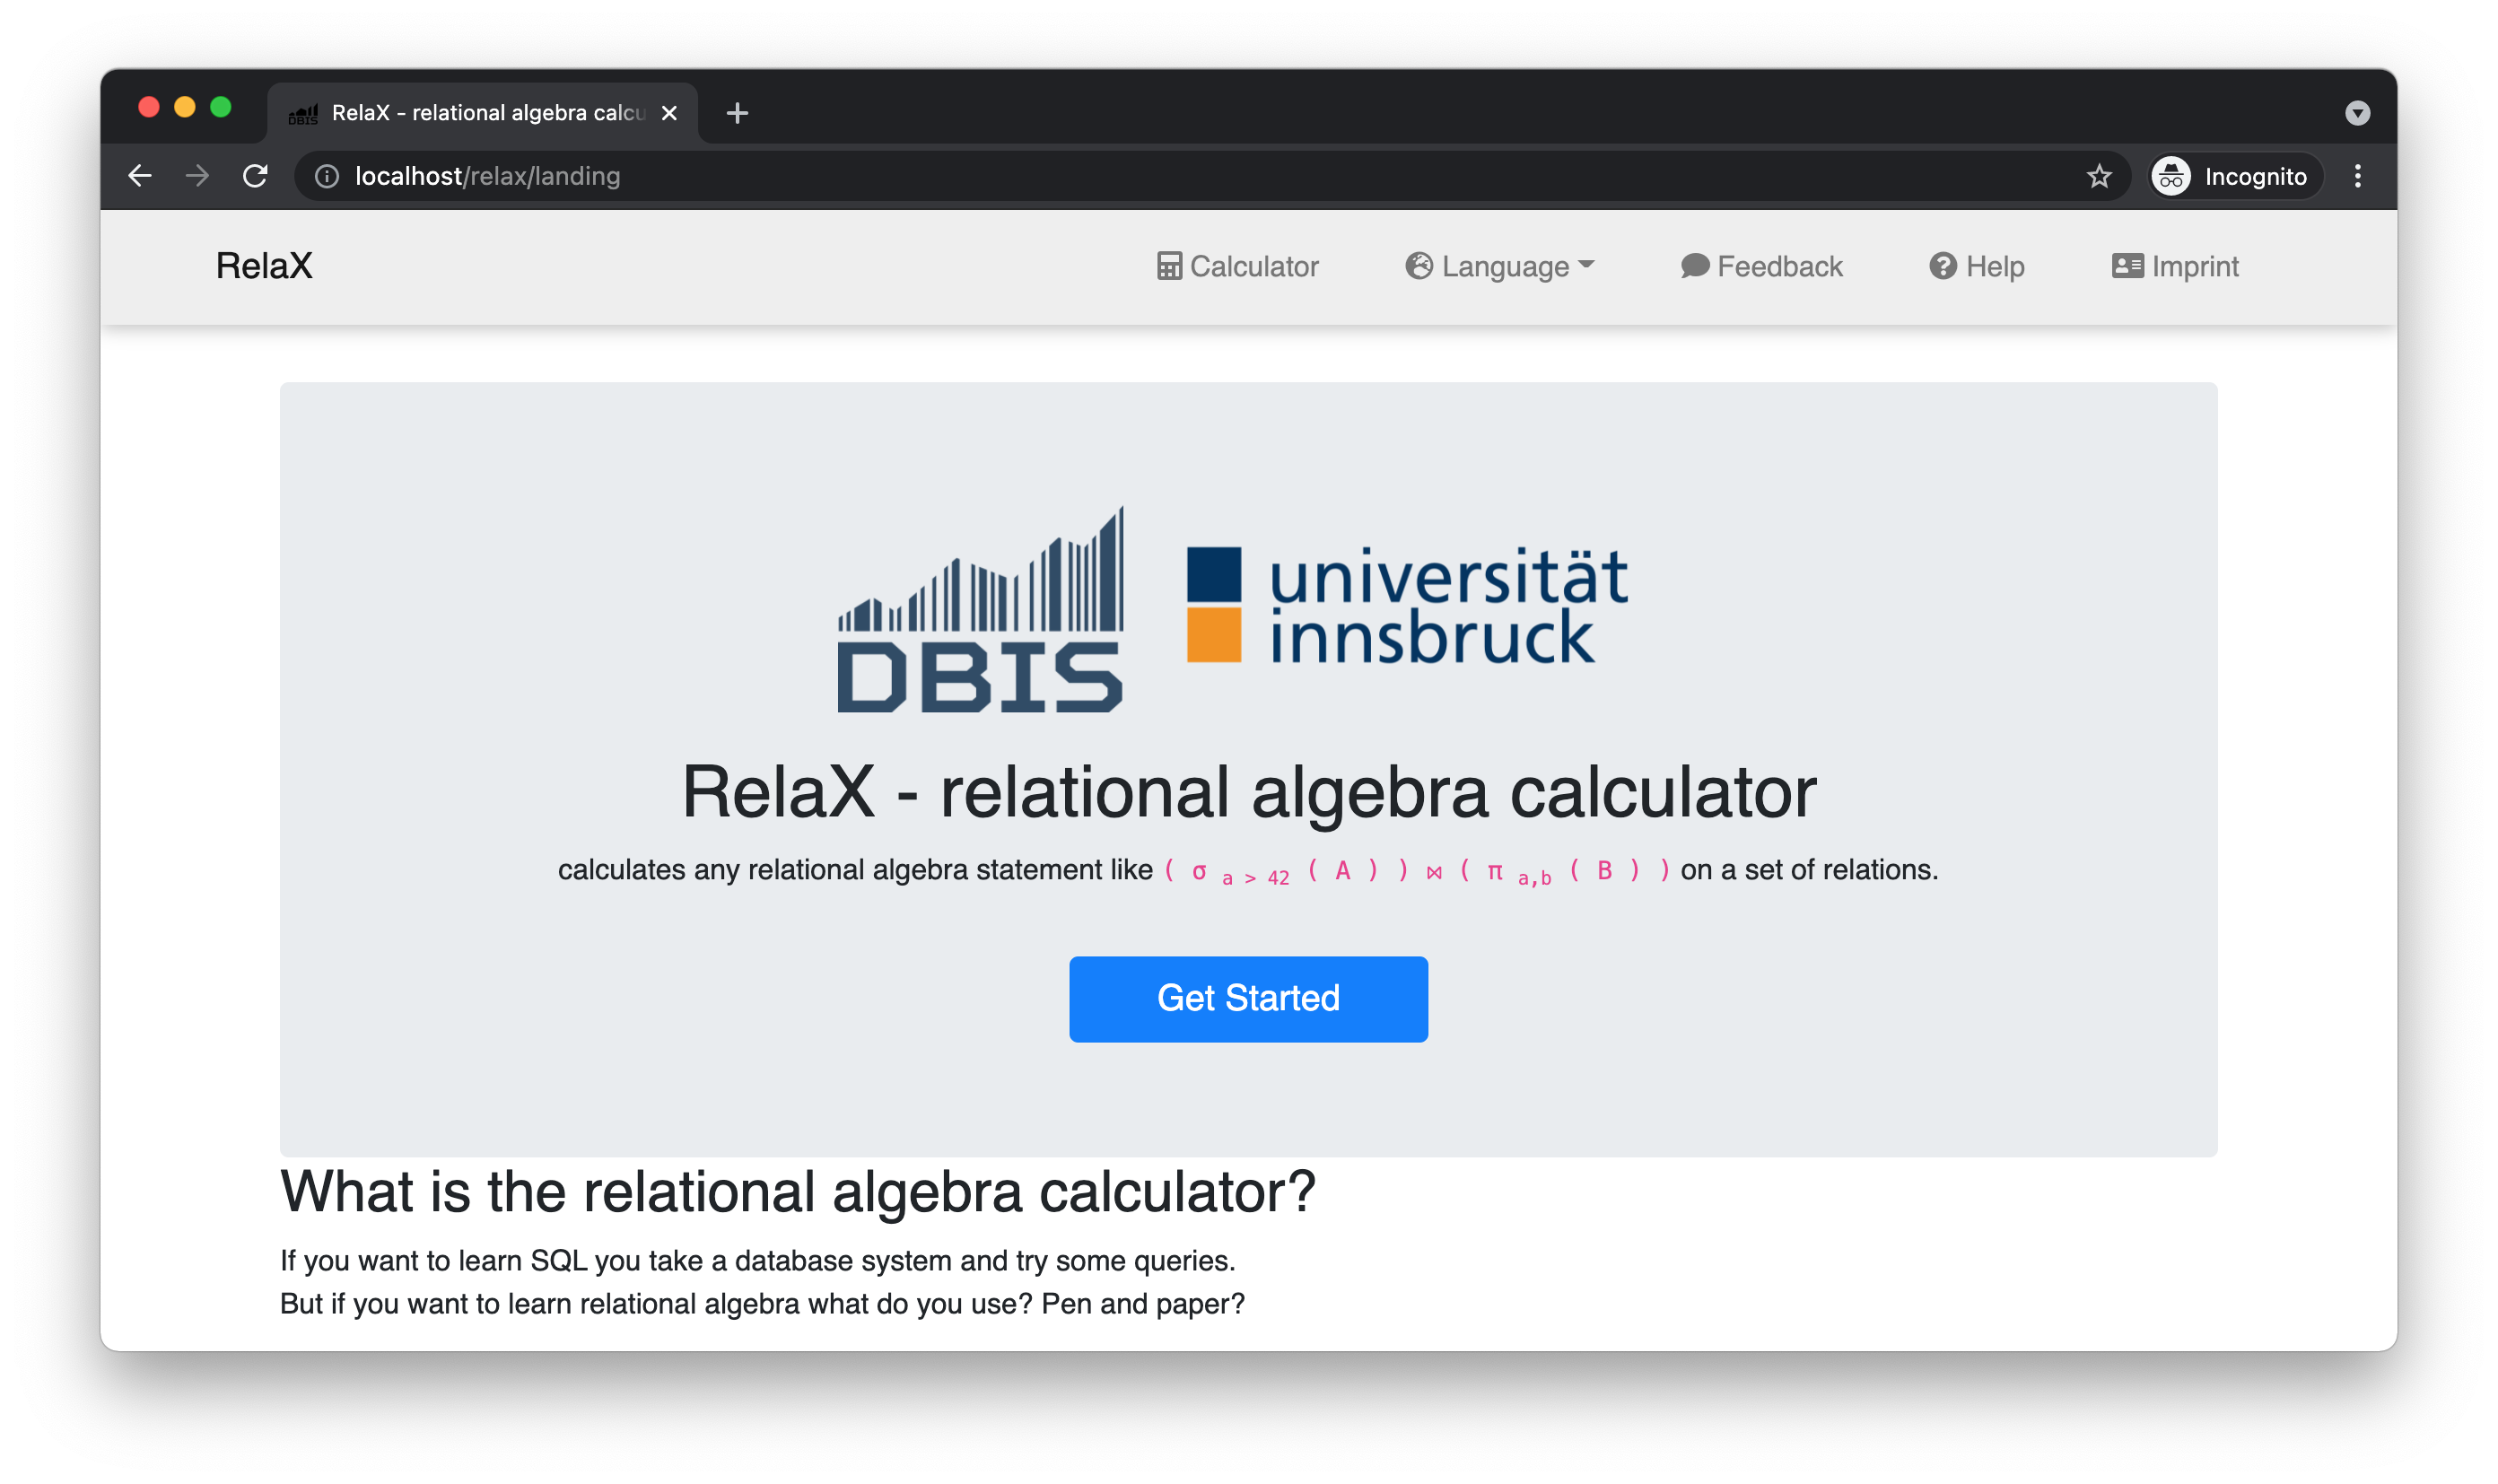 DBIS RelaX - relational algebra calcu
localhost/relax/landing
Incognito
RelaX
Calculator
Language
Feedback
Help
Imprint
DBIS
universität
innsbruck
RelaX - relational algebra calculator
calculates any relational algebra statement like ( σ a > 42 ( A ) ) ⋈ ( π a,b ( B ) ) on a set of relations.
Get Started
What is the relational algebra calculator?
If you want to learn SQL you take a database system and try some queries.
But if you want to learn relational algebra what do you use? Pen and paper?